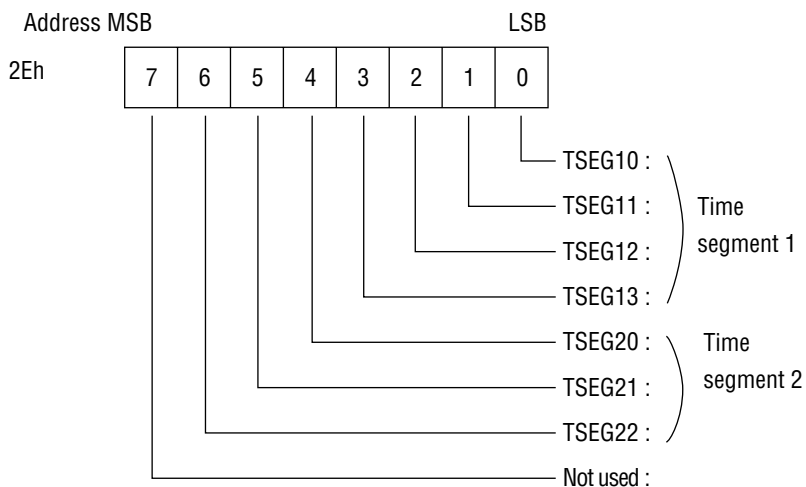 Address MSB LSB
2Eh 7 6 5 4 3 2 1 0
TSEG10 :
TSEG11 :
TSEG12 :
TSEG13 :
Time
segment 1
TSEG20 :
TSEG21 :
TSEG22 :
Time
segment 2
Not used :